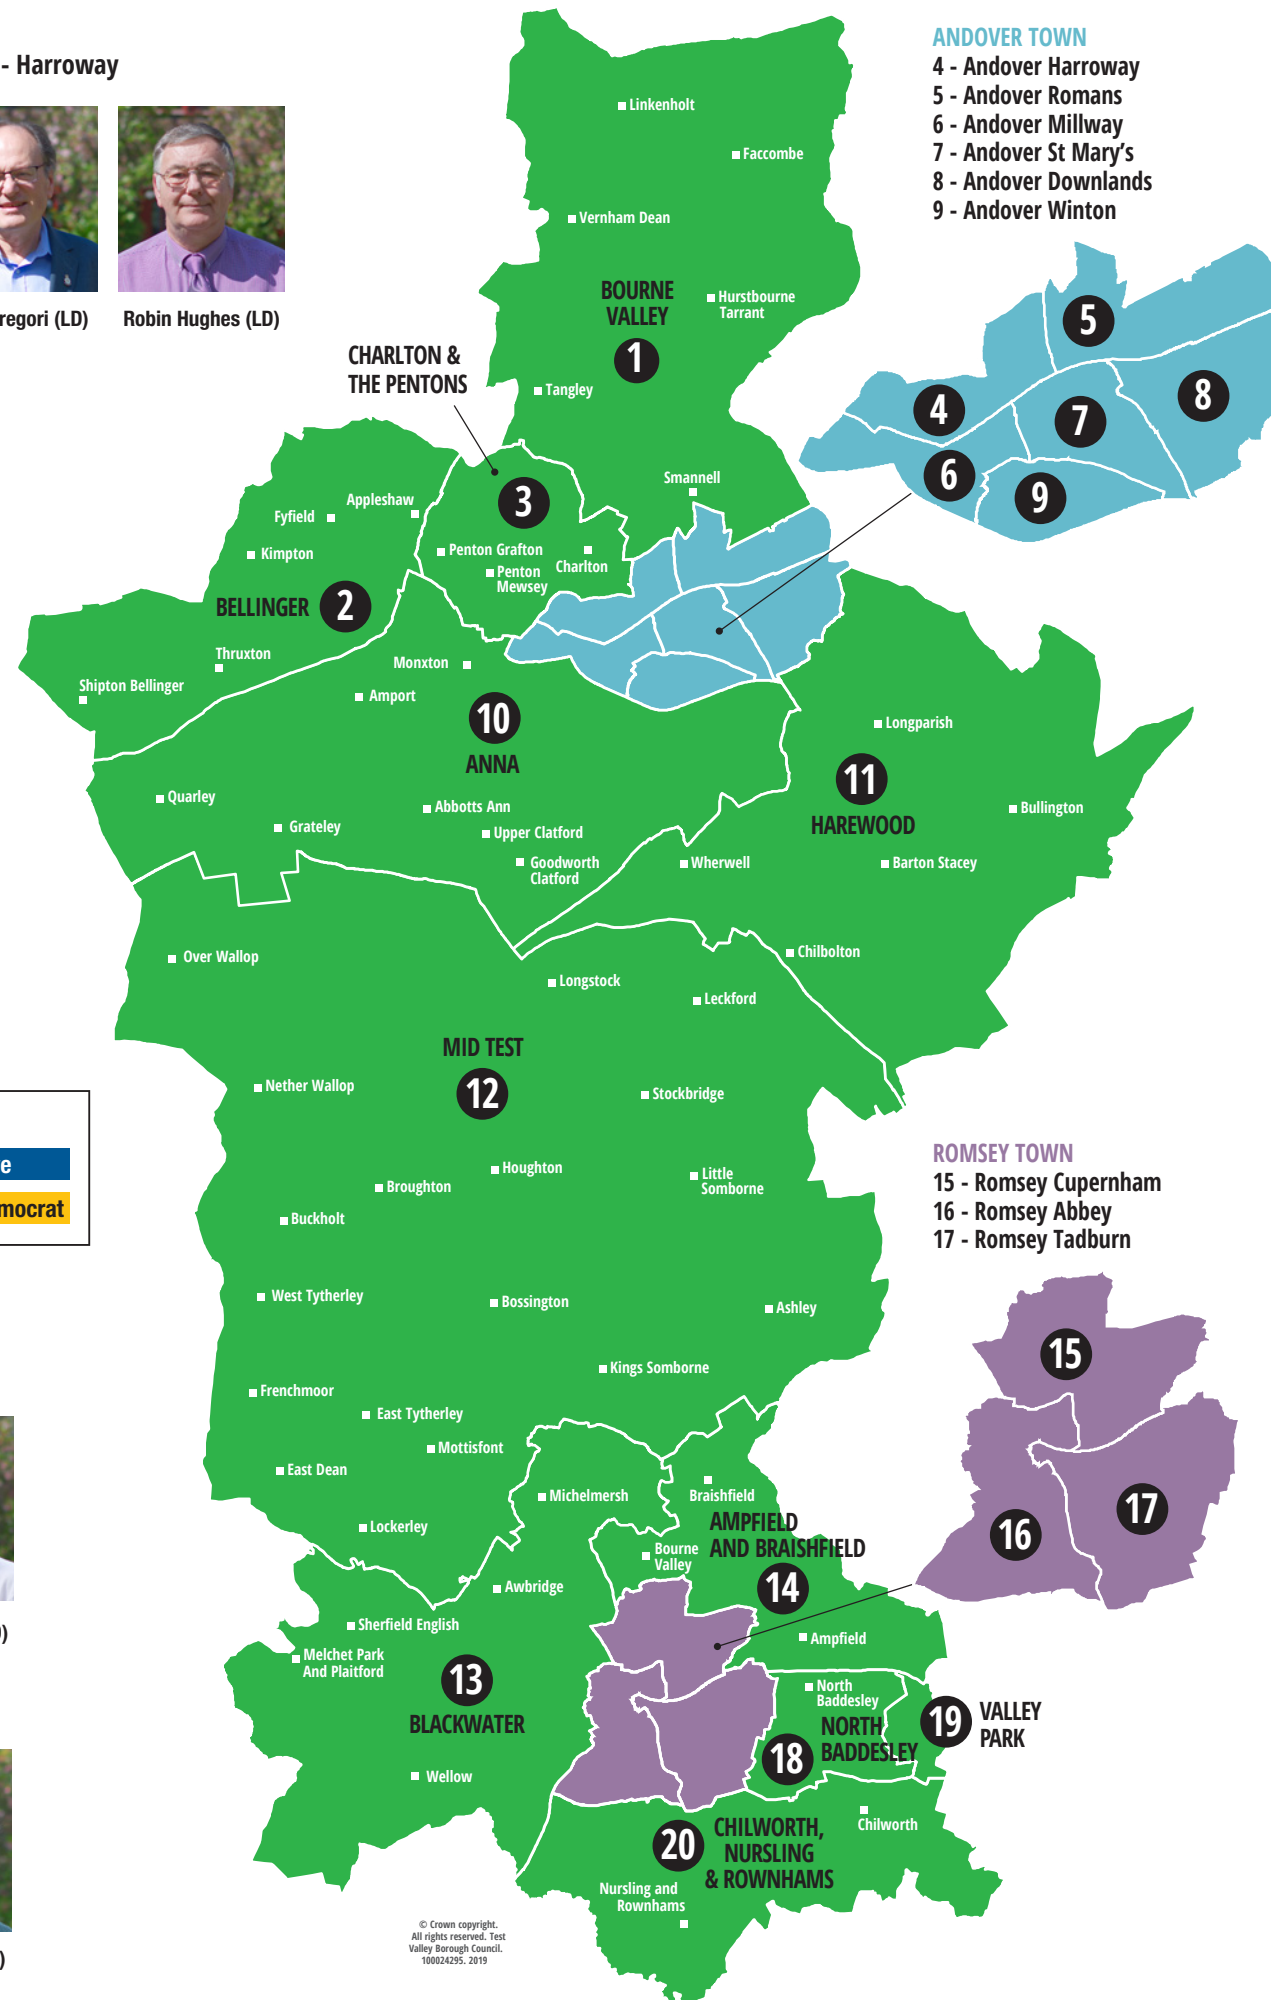 - Harroway
regori (LD)
Robin Hughes (LD)
ANDOVER TOWN
4 - Andover Harroway
5 - Andover Romans
6 - Andover Millway
7 - Andover St Mary's
8 - Andover Downlands
9 - Andover Winton
Linkenholt
Faccombe
Vernham Dean
BOURNE
VALLEY
1
Hurstbourne
Tarrant
CHARLTON &
THE PENTONS
Tangley
5
4
7
8
6
9
Smannell
3
Appleshaw
Fyfield
Kimpton
Penton Grafton
Penton
Mewsey
Charlton
BELLINGER
2
Thruxton
Shipton Bellinger
Monxton
Amport
10
ANNA
Longparish
11
HAREWOOD
Bullington
Quarley
Grateley
Abbotts Ann
Upper Clatford
Goodworth
Clatford
Wherwell
Barton Stacey
Over Wallop
Chilbolton
Longstock
Leckford
MID TEST
12
Nether Wallop
Stockbridge
e
mocrat
Houghton
Broughton
Little
Somborne
Buckholt
ROMSEY TOWN
15 - Romsey Cupernham
16 - Romsey Abbey
17 - Romsey Tadburn
West Tytherley
Bossington
Ashley
15
Kings Somborne
Frenchmoor
East Tytherley
Mottisfont
East Dean
Michelmersh
Braishfield
17
16
Lockerley
AMPFIELD
AND BRAISHFIELD
14
Bourne
Valley
Awbridge
Sherfield English
Ampfield
Melchet Park
And Plaitford
13
BLACKWATER
North
Baddesley
19
VALLEY
PARK
18
NORTH
BADDESLEY
Wellow
Chilworth
20
CHILWORTH,
NURSLING
& ROWNHAMS
Nursling and
Rownhams
)
)
© Crown copyright.
All rights reserved. Test
Valley Borough Council.
100024295. 2019